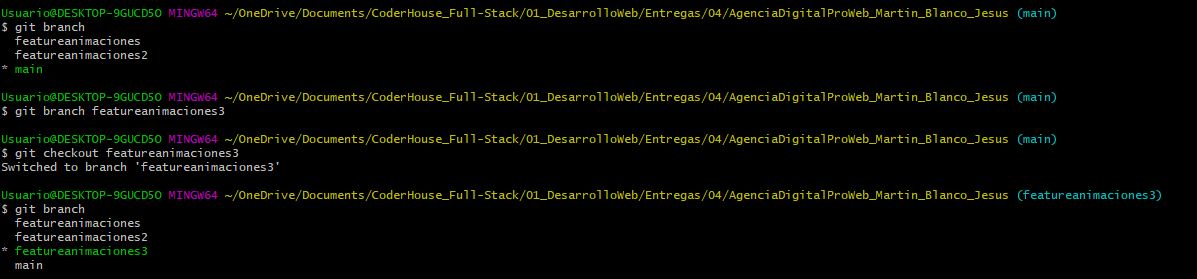 Usuario@DESKTOP-9GUCD5O MINGW64 ~/OneDrive/Documents/CoderHouse_Full-Stack/01_DesarrolloWeb/Entregas/04/AgenciaDigitalProWeb_Martin_Blanco_Jesus (main)
$ git branch
  featureanimaciones
  featureanimaciones2
* main
Usuario@DESKTOP-9GUCD5O MINGW64 ~/OneDrive/Documents/CoderHouse_Full-Stack/01_DesarrolloWeb/Entregas/04/AgenciaDigitalProWeb_Martin_Blanco_Jesus (main)
$ git branch featureanimaciones3
Usuario@DESKTOP-9GUCD5O MINGW64 ~/OneDrive/Documents/CoderHouse_Full-Stack/01_DesarrolloWeb/Entregas/04/AgenciaDigitalProWeb_Martin_Blanco_Jesus (main)
$ git checkout featureanimaciones3
Switched to branch 'featureanimaciones3'
Usuario@DESKTOP-9GUCD5O MINGW64 ~/OneDrive/Documents/CoderHouse_Full-Stack/01_DesarrolloWeb/Entregas/04/AgenciaDigitalProWeb_Martin_Blanco_Jesus (featureanimaciones3)
$ git branch
  featureanimaciones
  featureanimaciones2
* featureanimaciones3
  main